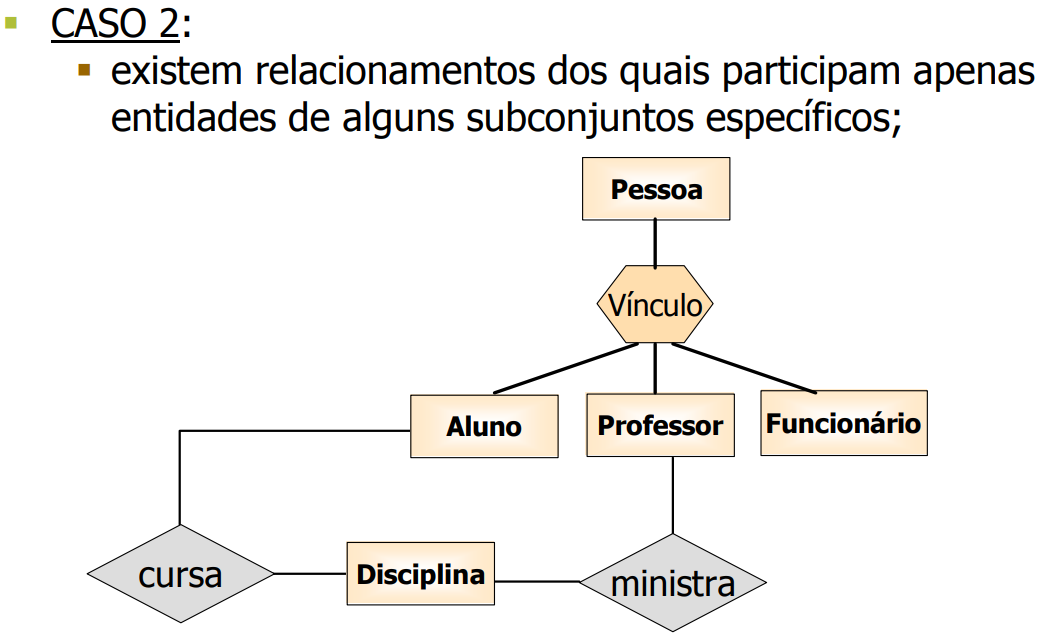 CASO 2:
existem relacionamentos dos quais participam apenas
entidades de alguns subconjuntos específicos;
Pessoa
Vínculo
Aluno
Professor
Funcionário
cursa
Disciplina
ministra